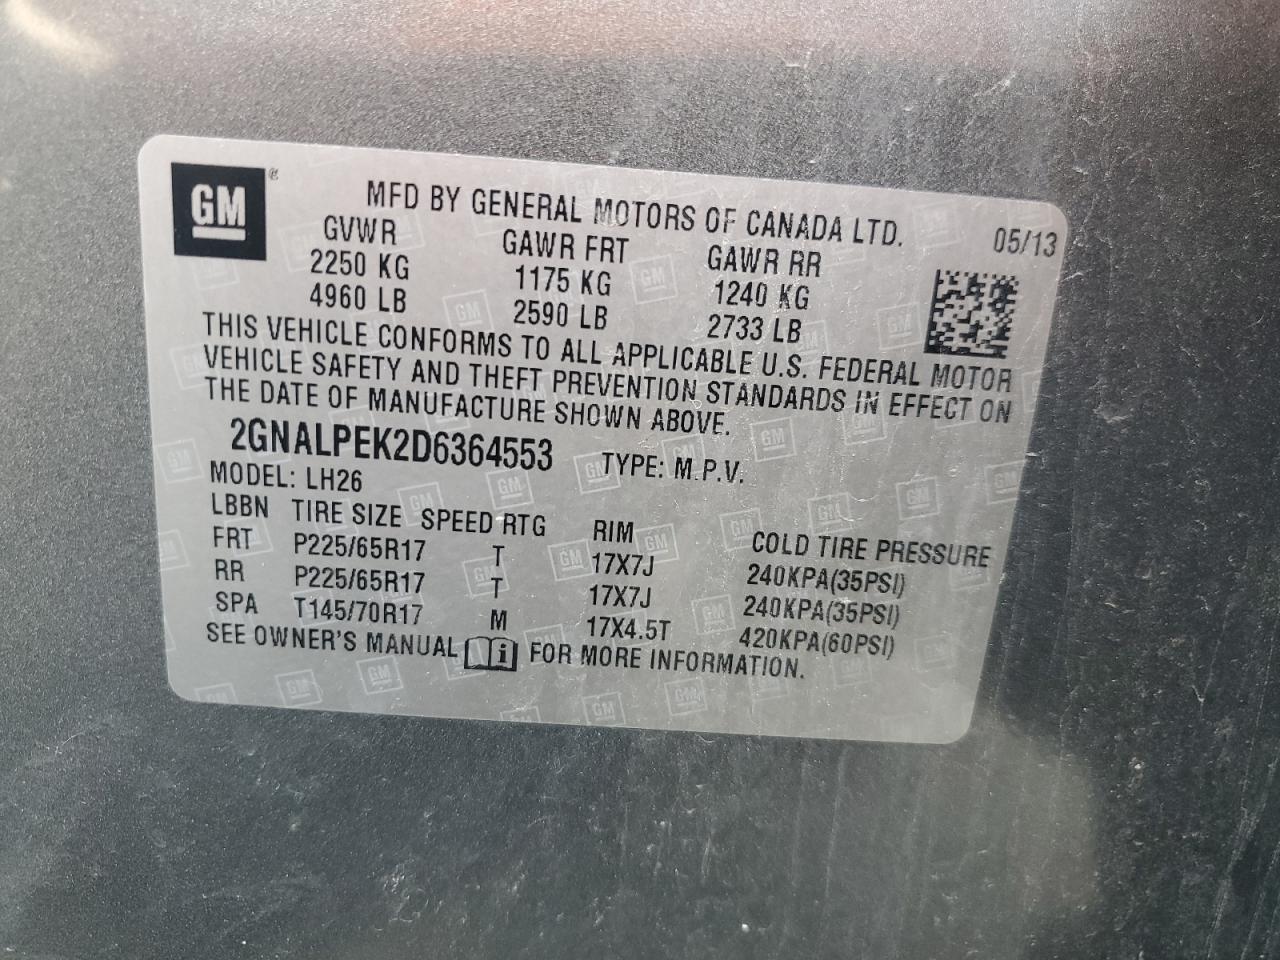 GM ®
MFD BY GENERAL MOTORS OF CANADA LTD. 05/13
GVWR GAWR FRT GAWR RR
2250 KG 1175 KG 1240 KG
4960 LB 2590 LB 2733 LB
THIS VEHICLE CONFORMS TO ALL APPLICABLE U.S. FEDERAL MOTOR
VEHICLE SAFETY AND THEFT PREVENTION STANDARDS IN EFFECT ON
THE DATE OF MANUFACTURE SHOWN ABOVE.
2GNALPEK2D6364553 TYPE: M.P.V.
MODEL: LH26
LBBN TIRE SIZE SPEED RTG RIM COLD TIRE PRESSURE
FRT P225/65R17 T 17X7J 240KPA(35PSI)
RR P225/65R17 T 17X7J 240KPA(35PSI)
SPA T145/70R17 M 17X4.5T 420KPA(60PSI)
SEE OWNER'S MANUAL i FOR MORE INFORMATION.